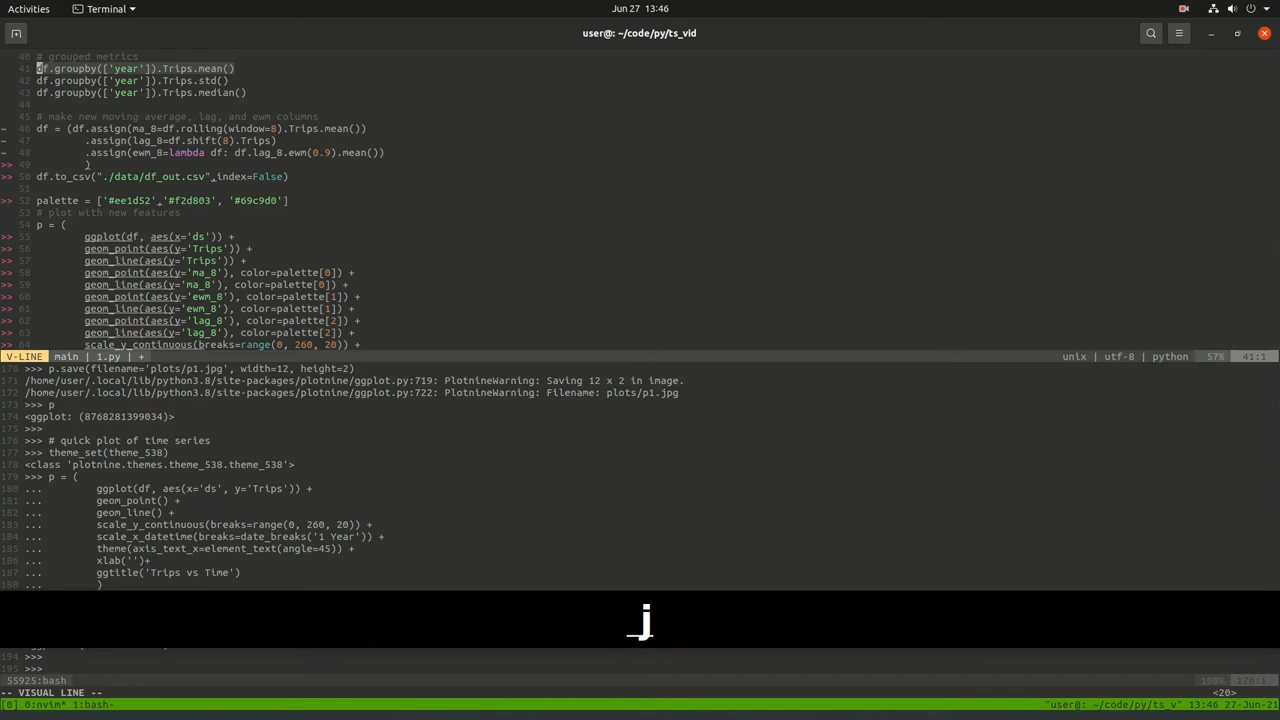 Activities
Terminal
Jun 27 13:46
user@: ~/code/py/ts_vid
40 # grouped metrics
41 df.groupby(['year']).Trips.mean()
42 df.groupby(['year']).Trips.std()
43 df.groupby(['year']).Trips.median()
44
45 # make new moving average, lag, and ewm columns
~ 46 df = (df.assign(ma_8=df.rolling(window=8).Trips.mean())
~ 47 .assign(lag_8=df.shift(8).Trips)
~ 48 .assign(ewm_8=lambda df: df.lag_8.ewm(0.9).mean())
>> 49 )
>> 50 df.to_csv("./data/df_out.csv",index=False)
51
>> 52 palette = ['#ee1d52','#f2d803', '#69c9d0']
53 # plot with new features
54 p = (
>> 55 ggplot(df, aes(x='ds')) +
>> 56 geom_point(aes(y='Trips')) +
>> 57 geom_line(aes(y='Trips')) +
>> 58 geom_point(aes(y='ma_8'), color=palette[0]) +
>> 59 geom_line(aes(y='ma_8'), color=palette[0]) +
>> 60 geom_point(aes(y='ewm_8'), color=palette[1]) +
>> 61 geom_line(aes(y='ewm_8'), color=palette[1]) +
>> 62 geom_point(aes(y='lag_8'), color=palette[2]) +
>> 63 geom_line(aes(y='lag_8'), color=palette[2]) +
>> 64 scale_y_continuous(breaks=range(0, 260, 20)) +
V-LINE main | 1.py | + unix | utf-8 | python 57% 41:1
170 >>> p.save(filename='plots/p1.jpg', width=12, height=2)
171 /home/user/.local/lib/python3.8/site-packages/plotnine/ggplot.py:719: PlotnineWarning: Saving 12 x 2 in image.
172 /home/user/.local/lib/python3.8/site-packages/plotnine/ggplot.py:722: PlotnineWarning: Filename: plots/p1.jpg
173 >>> p
174 <ggplot: (8768281399034)>
175 >>>
176 >>> # quick plot of time series
177 >>> theme_set(theme_538)
178 <class 'plotnine.themes.theme_538.theme_538'>
179 >>> p = (
180 ... ggplot(df, aes(x='ds', y='Trips')) +
181 ... geom_point() +
182 ... geom_line() +
183 ... scale_y_continuous(breaks=range(0, 260, 20)) +
184 ... scale_x_datetime(breaks=date_breaks('1 Year')) +
185 ... theme(axis_text_x=element_text(angle=45)) +
186 ... xlab('')+
187 ... ggtitle('Trips vs Time')
188 ... )
_j
194 >>>
195 >>>
55925:bash 100% 176:1
-- VISUAL LINE -- <20>
[0] 0:nvim* 1:bash- "user@: ~/code/py/ts_v" 13:46 27-Jun-21